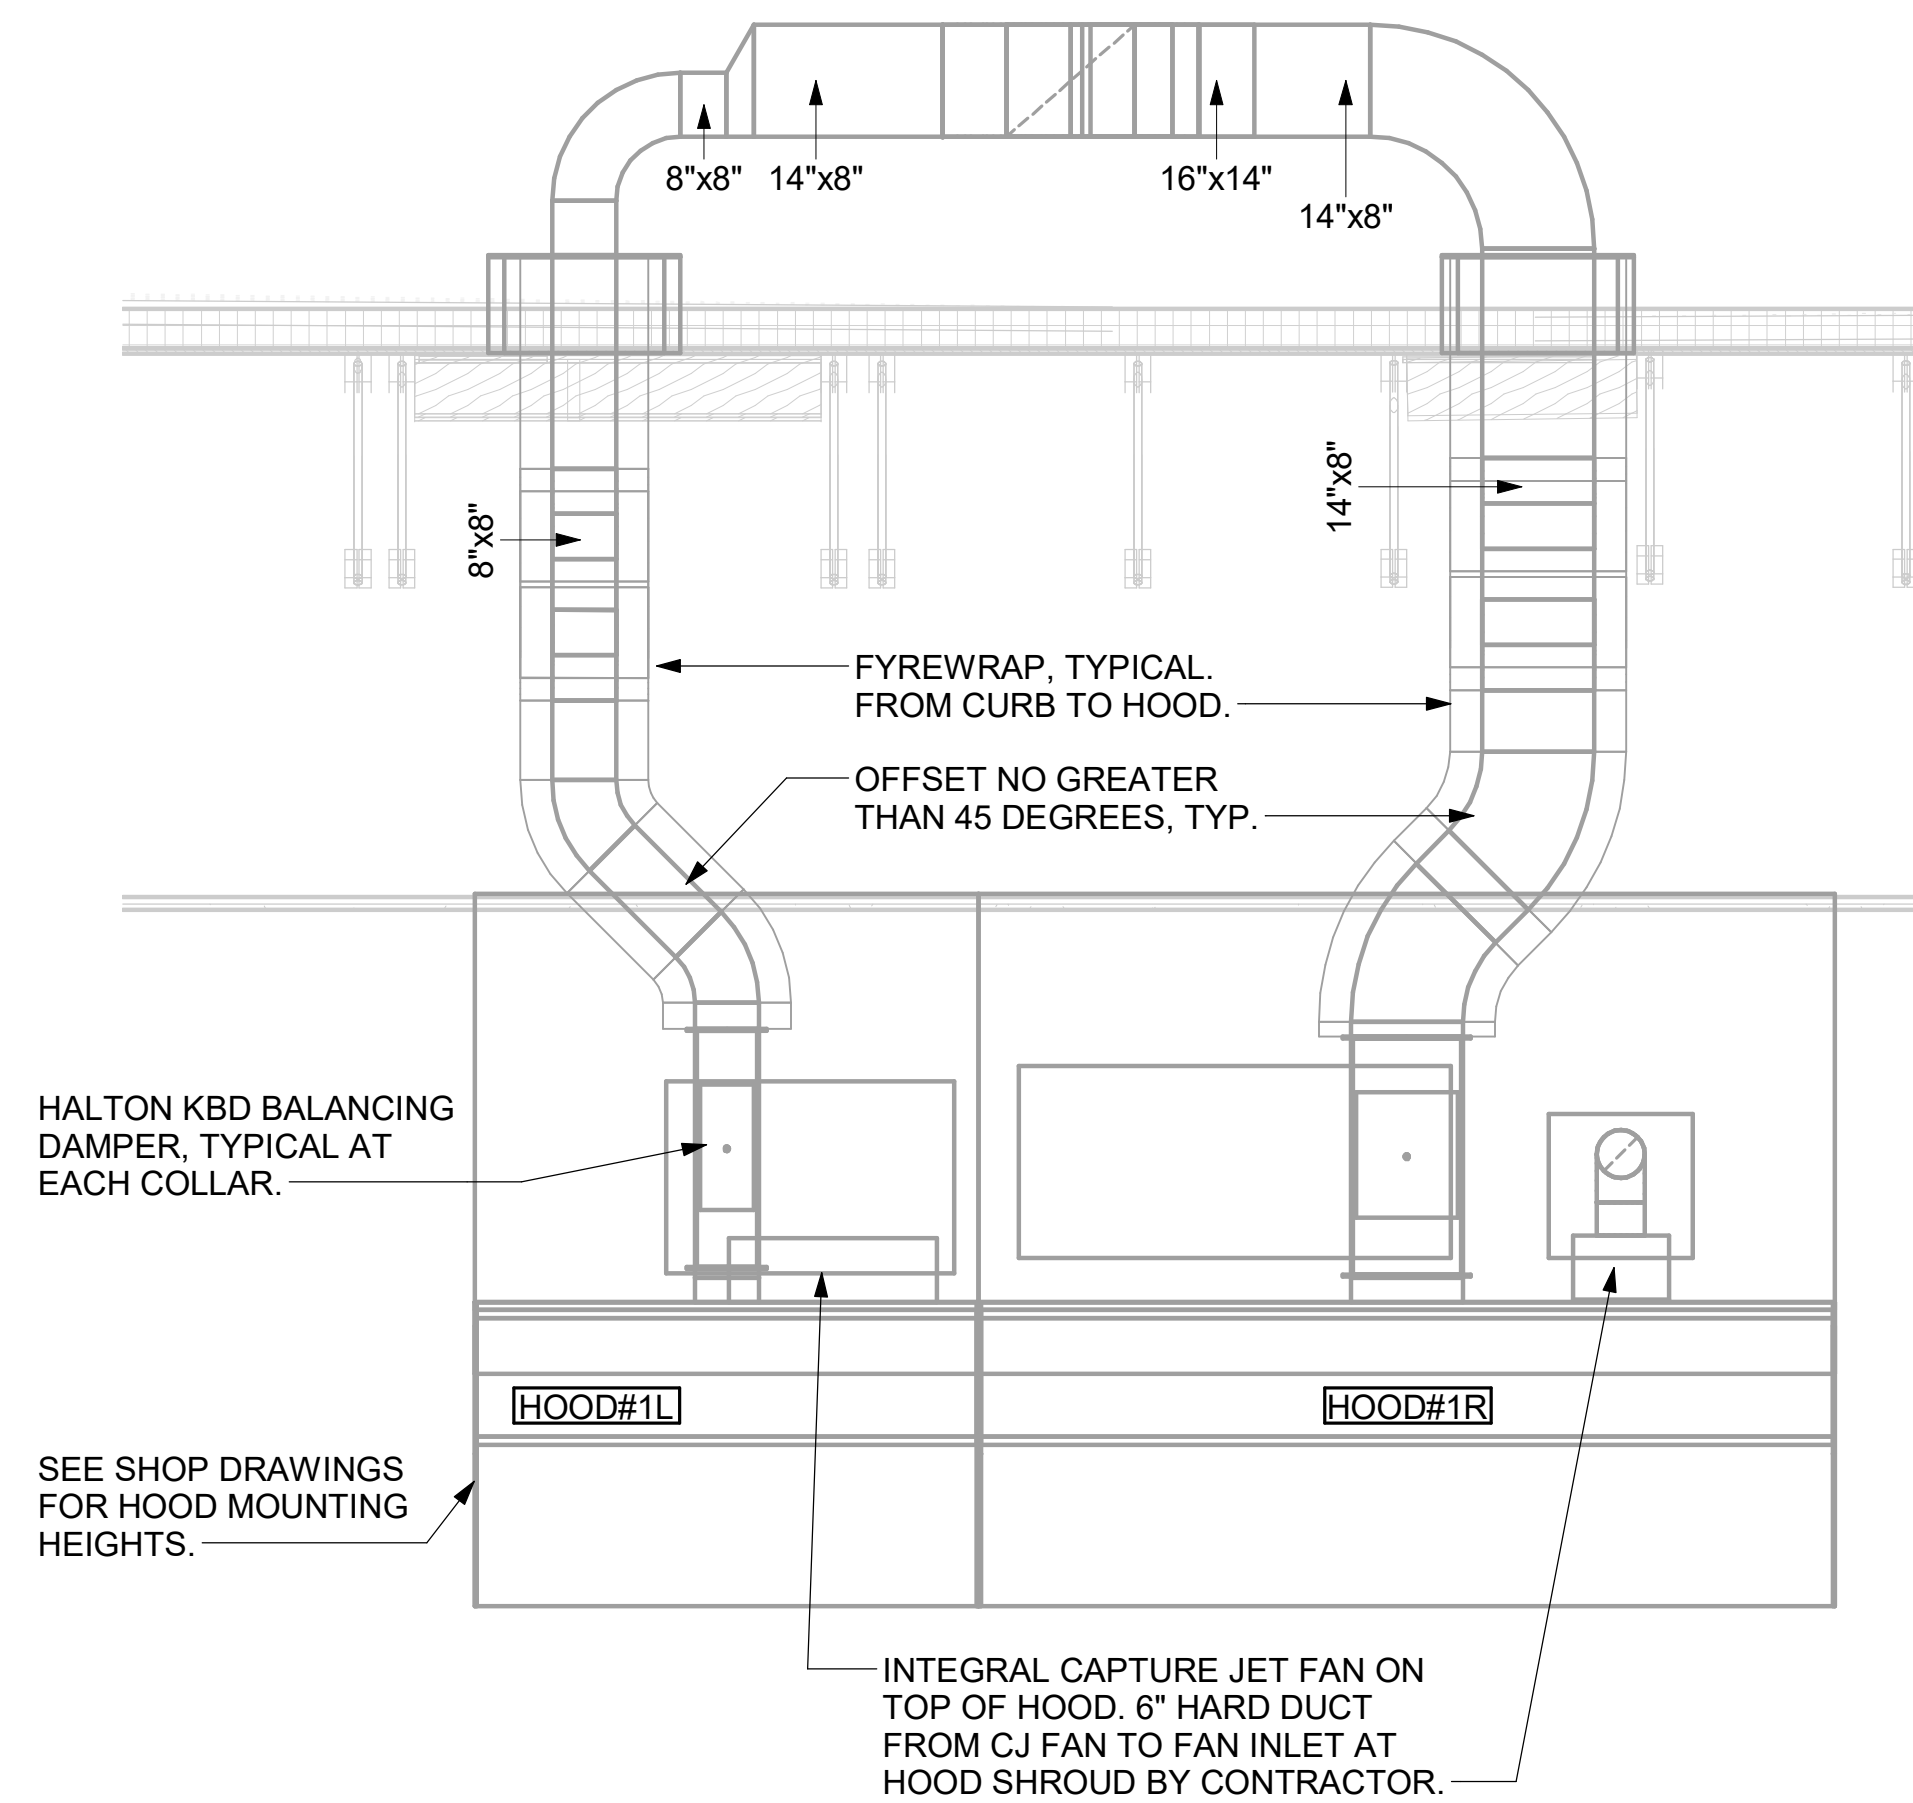 8"x8"
14"x8"
16"x14"
14"x8"
8"x8"
14"x8"
FYREWRAP, TYPICAL.
FROM CURB TO HOOD.
OFFSET NO GREATER
THAN 45 DEGREES, TYP.
HALTON KBD BALANCING
DAMPER, TYPICAL AT
EACH COLLAR.
HOOD#1L
HOOD#1R
SEE SHOP DRAWINGS
FOR HOOD MOUNTING
HEIGHTS.
INTEGRAL CAPTURE JET FAN ON
TOP OF HOOD. 6" HARD DUCT
FROM CJ FAN TO FAN INLET AT
HOOD SHROUD BY CONTRACTOR.